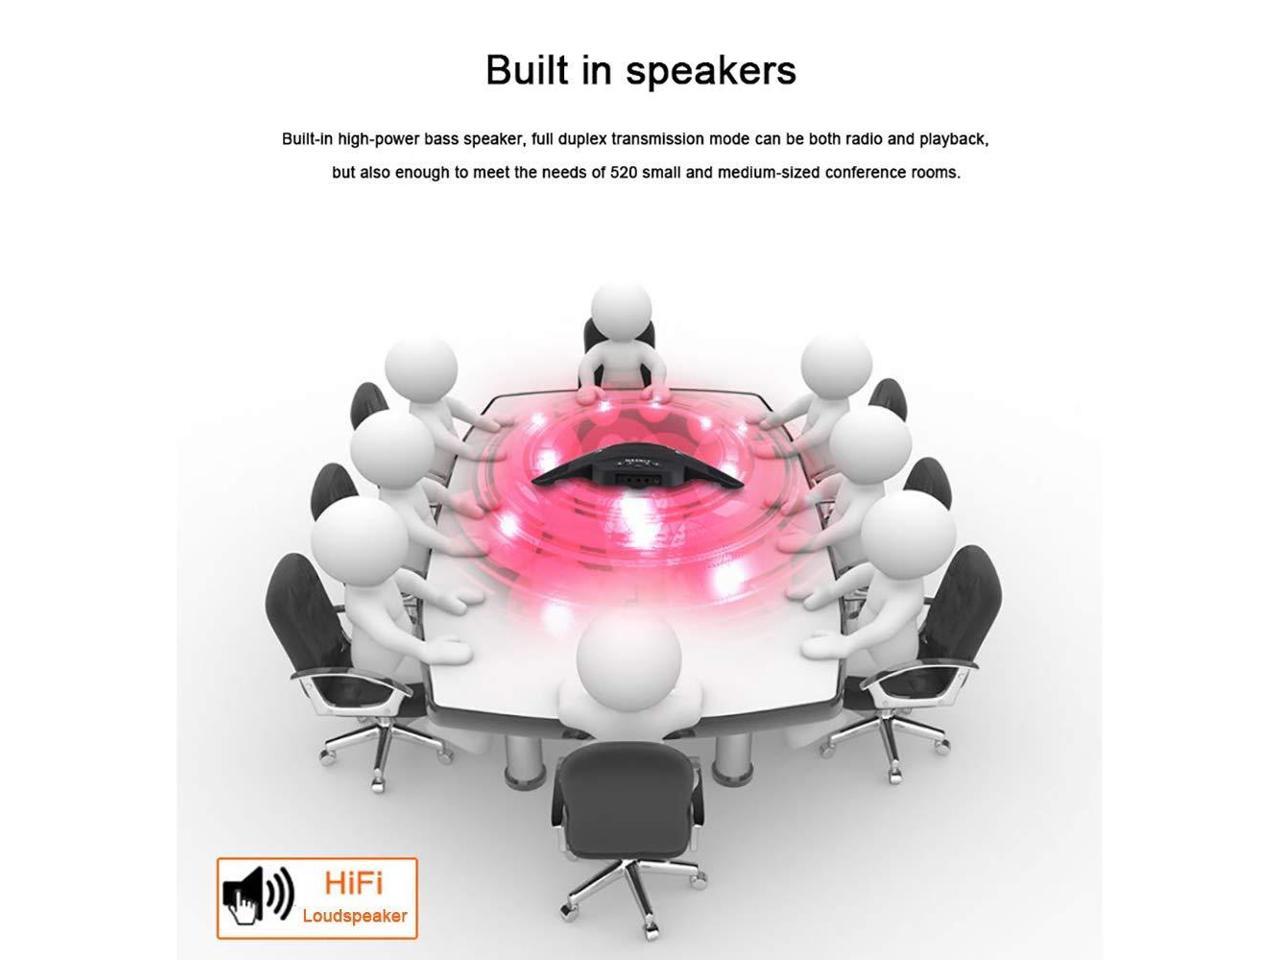 Built in speakers
Built-in high-power bass speaker, full duplex transmission mode can be both radio and playback,
but also enough to meet the needs of 520 small and medium-sized conference rooms.
HiFi
Loudspeaker